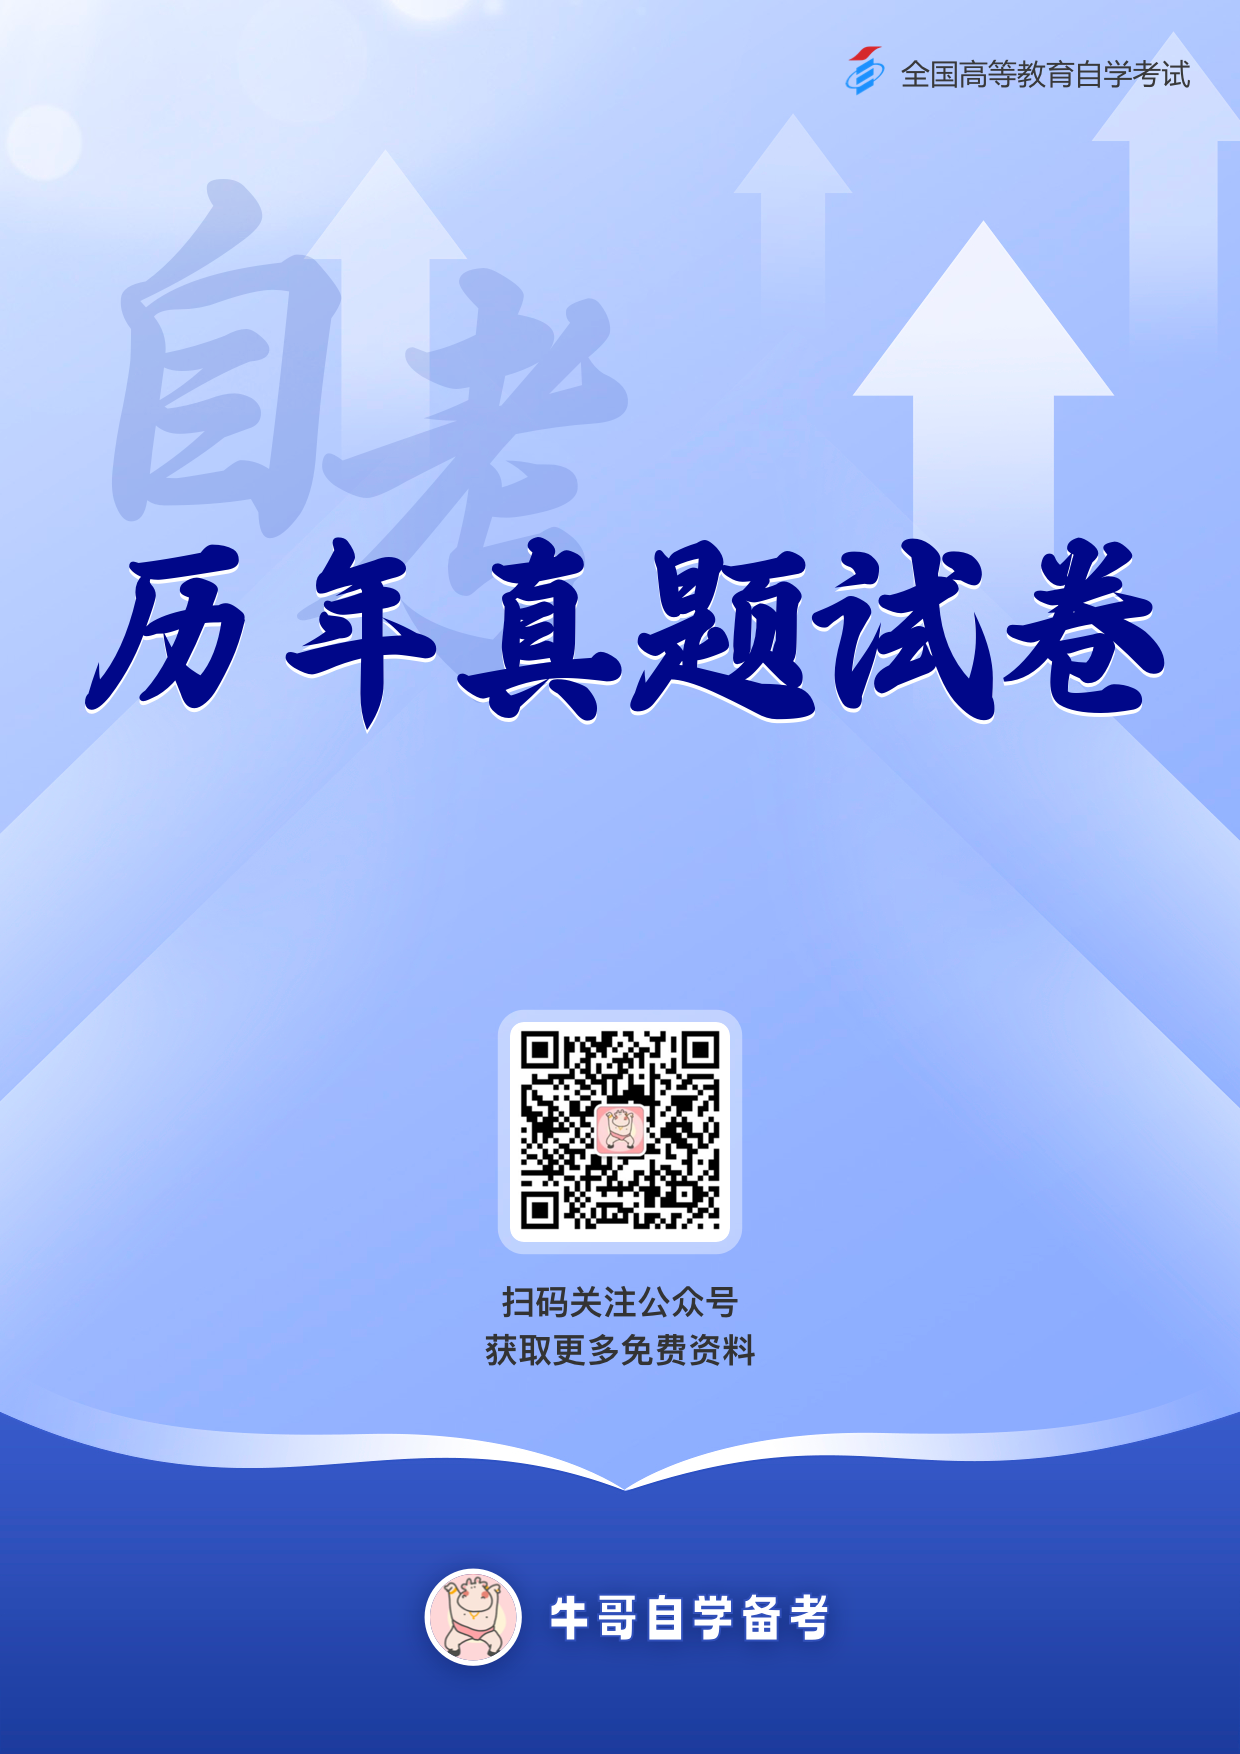 全国高等教育自学考试
自考
历年真题试卷
扫码关注公众号
获取更多免费资料
牛哥自学备考